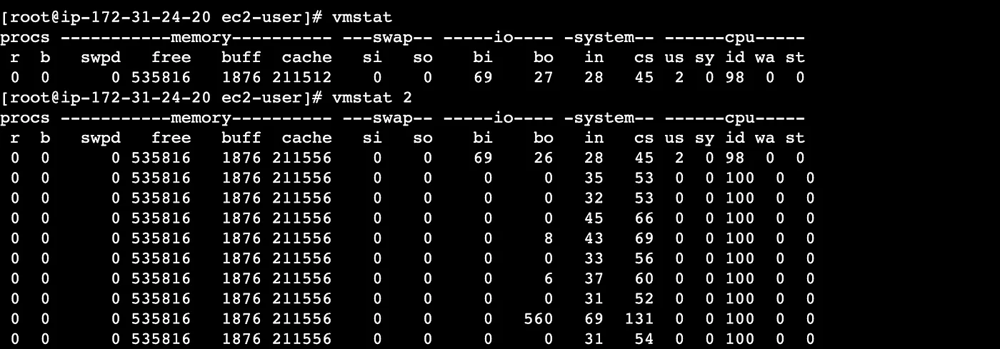 [root@ip-172-31-24-20 ec2-user]# vmstat
procs -----------memory---------- ---swap-- -----io---- -system-- ------cpu-----
 r  b   swpd   free   buff  cache   si   so    bi    bo   in   cs us sy id wa st
 0  0      0 535816   1876 211512    0    0    69    27   28   45  2  0 98  0  0
[root@ip-172-31-24-20 ec2-user]# vmstat 2
procs -----------memory---------- ---swap-- -----io---- -system-- ------cpu-----
 r  b   swpd   free   buff  cache   si   so    bi    bo   in   cs us sy id wa st
 0  0      0 535816   1876 211556    0    0    69    26   28   45  2  0 98  0  0
 0  0      0 535816   1876 211556    0    0     0     0   35   53  0  0 100  0  0
 0  0      0 535816   1876 211556    0    0     0     0   32   53  0  0 100  0  0
 0  0      0 535816   1876 211556    0    0     0     0   45   66  0  0 100  0  0
 0  0      0 535816   1876 211556    0    0     0     8   43   69  0  0 100  0  0
 0  0      0 535816   1876 211556    0    0     0     0   33   56  0  0 100  0  0
 0  0      0 535816   1876 211556    0    0     0     6   37   60  0  0 100  0  0
 0  0      0 535816   1876 211556    0    0     0     0   31   52  0  0 100  0  0
 0  0      0 535816   1876 211556    0    0     0   560   69  131  0  0 100  0  0
 0  0      0 535816   1876 211556    0    0     0     0   31   54  0  0 100  0  0